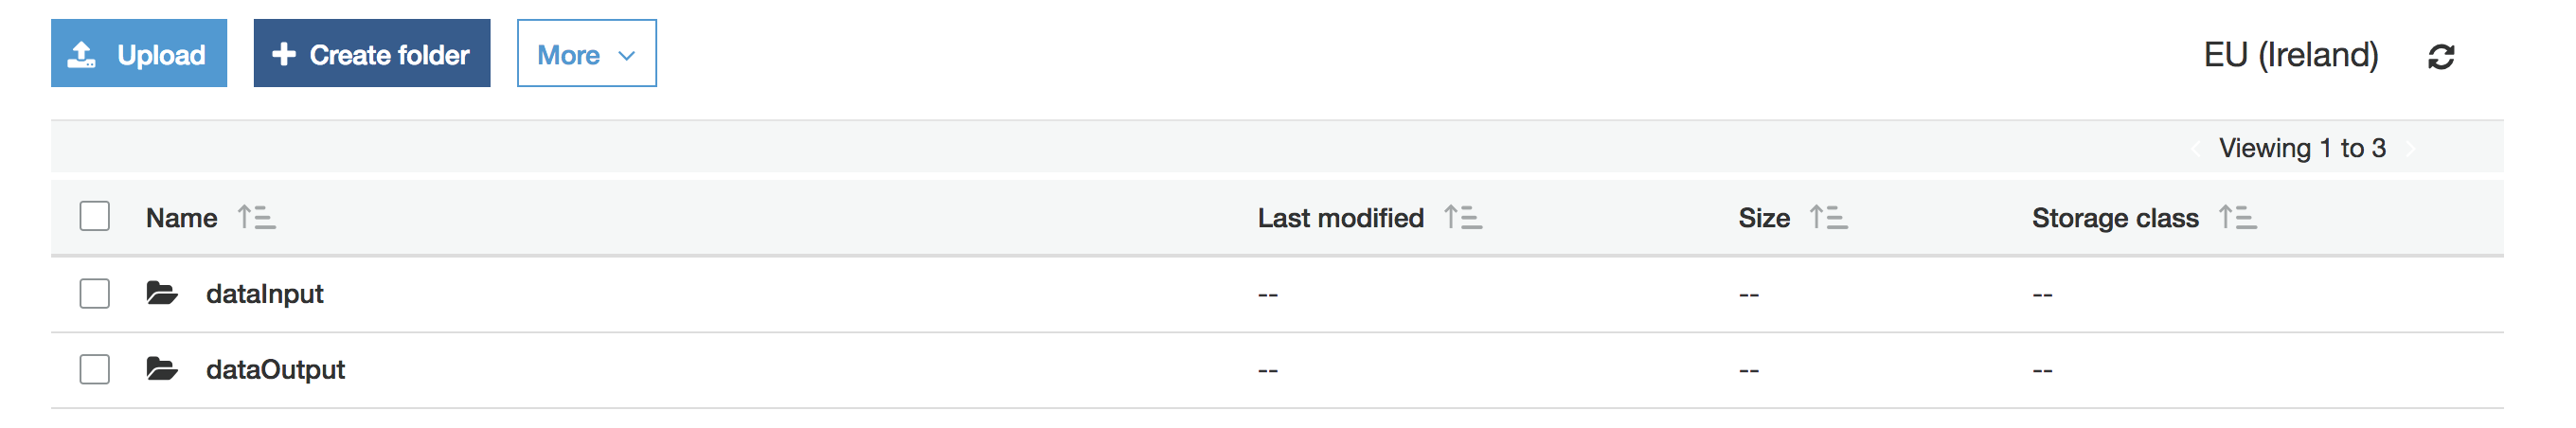 Upload Create folder More EU (Ireland)
Viewing 1 to 3
Name Last modified Size Storage class
dataInput -- -- --
dataOutput -- -- --